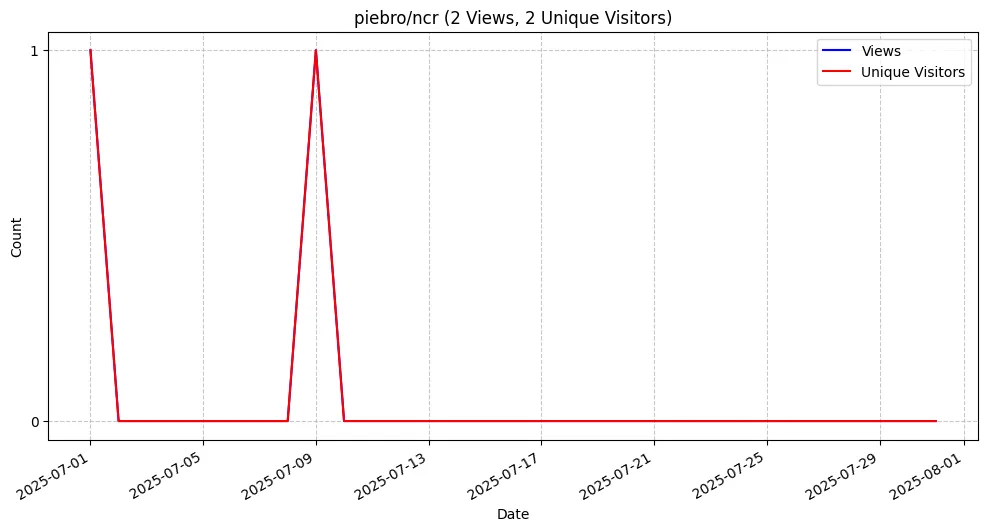 piebro/ncr (2 Views, 2 Unique Visitors)
Views
Unique Visitors
1
0
Count
2025-07-01
2025-07-05
2025-07-09
2025-07-13
2025-07-17
2025-07-21
2025-07-25
2025-07-29
2025-08-01
Date